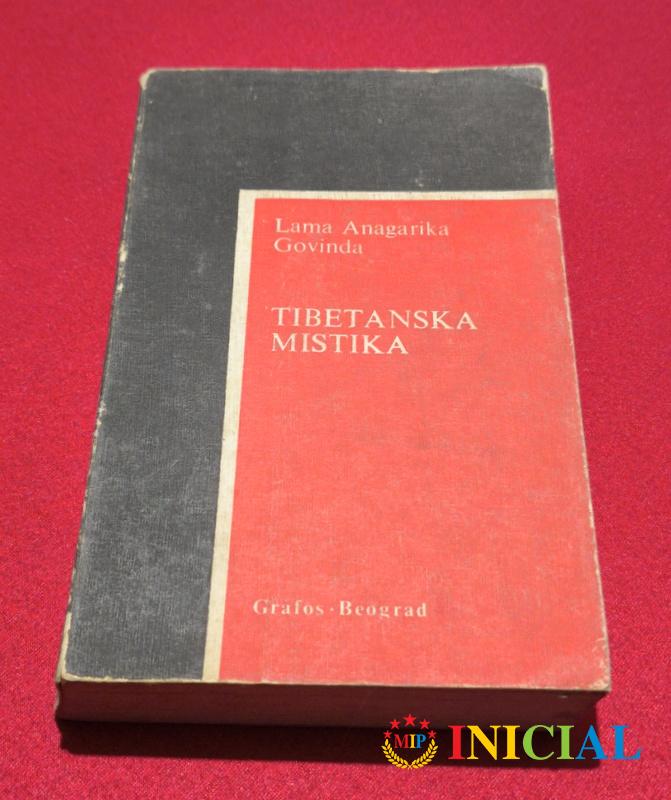 Lama Anagarika
Govinda
TIBETANSKA
MISTIKA
Grafos · Beograd
MIP INICIAL